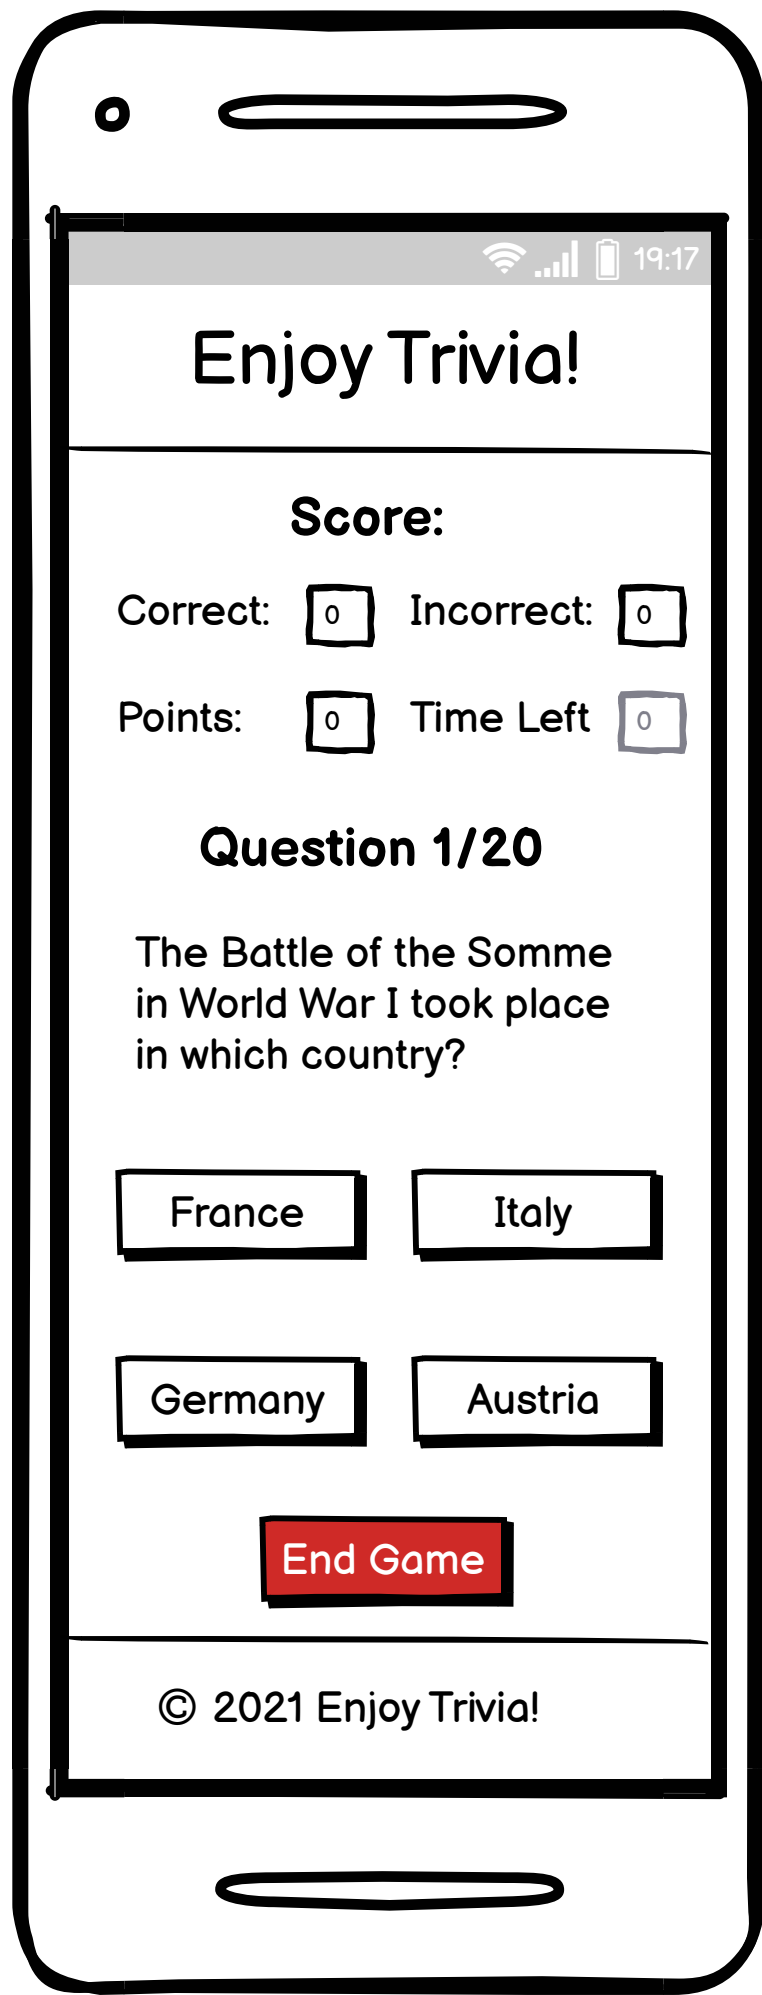 19:17
Enjoy Trivia!
Score:
Correct: 0 Incorrect: 0
Points: 0 Time Left 0
Question 1/20
The Battle of the Somme
in World War I took place
in which country?
France Italy
Germany Austria
End Game
© 2021 Enjoy Trivia!